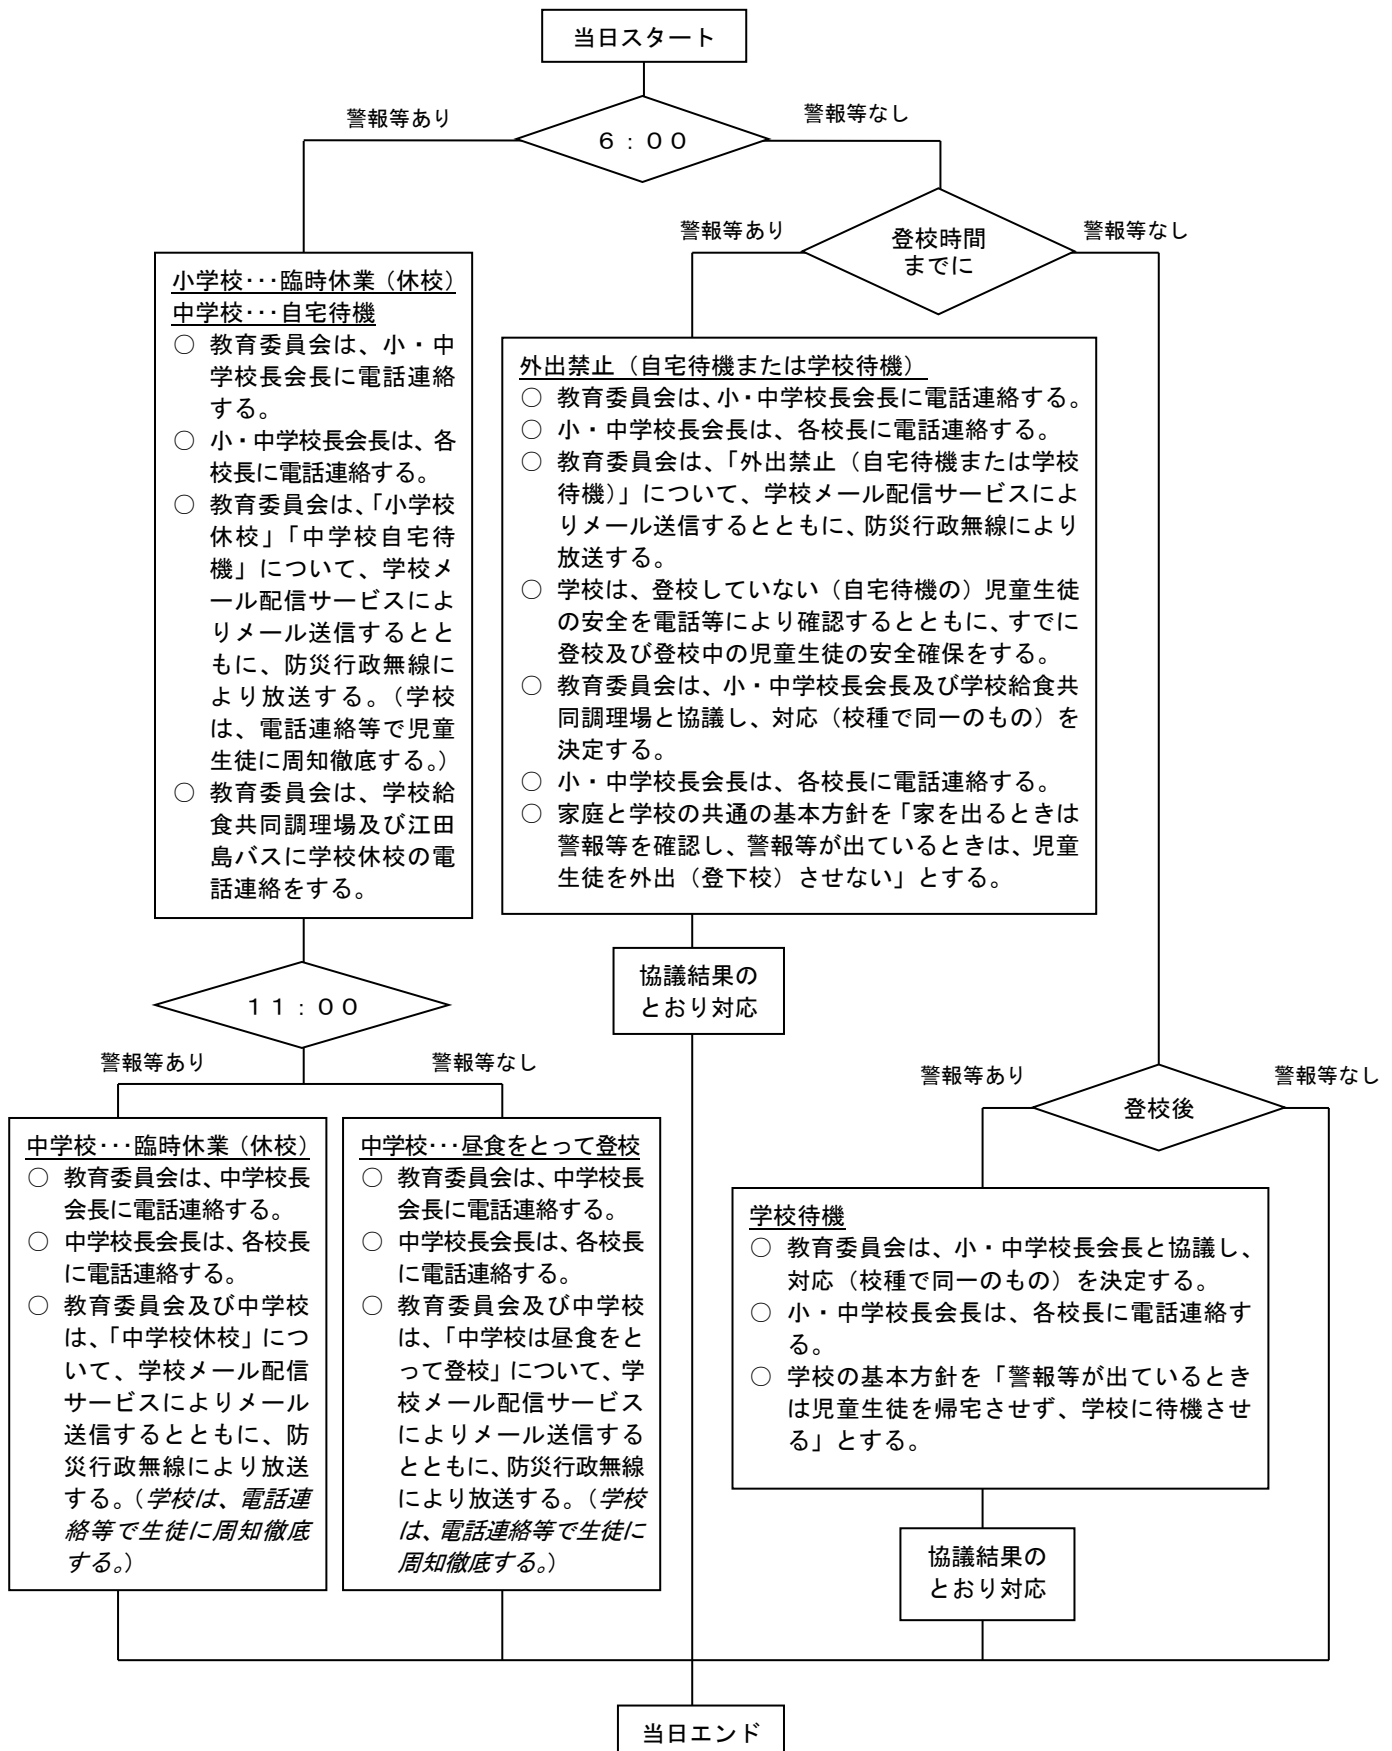 当日スタート
警報等あり
６：００
警報等なし
警報等あり
登校時間
までに
警報等なし
小学校･･･臨時休業（休校）
中学校･･･自宅待機
○ 教育委員会は、小・中
学校長会長に電話連絡
する。
○ 小・中学校長会長は、各
校長に電話連絡する。
○ 教育委員会は、「小学校
休校」「中学校自宅待
機」について、学校メ
ール配信サービスによ
りメール送信するとと
もに、防災行政無線に
より放送する。（学校
は、電話連絡等で児童
生徒に周知徹底する。）
○ 教育委員会は、学校給
食共同調理場及び江田
島バスに学校休校の電
話連絡をする。
外出禁止（自宅待機または学校待機）
○ 教育委員会は、小・中学校長会長に電話連絡する。
○ 小・中学校長会長は、各校長に電話連絡する。
○ 教育委員会は、「外出禁止（自宅待機または学校
待機）」について、学校メール配信サービスによ
りメール送信するとともに、防災行政無線により
放送する。
○ 学校は、登校していない（自宅待機の）児童生徒
の安全を電話等により確認するとともに、すでに
登校及び登校中の児童生徒の安全確保をする。
○ 教育委員会は、小・中学校長会長及び学校給食共
同調理場と協議し、対応（校種で同一のもの）を
決定する。
○ 小・中学校長会長は、各校長に電話連絡する。
○ 家庭と学校の共通の基本方針を「家を出るときは
警報等を確認し、警報等が出ているときは、児童
生徒を外出（登下校）させない」とする。
協議結果の
とおり対応
１１：００
警報等あり
警報等なし
中学校･･･臨時休業（休校）
○ 教育委員会は、中学校長
会長に電話連絡する。
○ 中学校長会長は、各校長
に電話連絡する。
○ 教育委員会及び中学校
は、「中学校休校」につ
いて、学校メール配信
サービスによりメール
送信するとともに、防
災行政無線により放送
する。（学校は、電話連
絡等で生徒に周知徹底
する。）
中学校･･･昼食をとって登校
○ 教育委員会は、中学校長
会長に電話連絡する。
○ 中学校長会長は、各校長
に電話連絡する。
○ 教育委員会及び中学校
は、「中学校は昼食をと
って登校」について、学
校メール配信サービス
によりメール送信する
とともに、防災行政無線
により放送する。（学校
は、電話連絡等で生徒に
周知徹底する。）
警報等あり
登校後
警報等なし
学校待機
○ 教育委員会は、小・中学校長会長と協議し、
対応（校種で同一のもの）を決定する。
○ 小・中学校長会長は、各校長に電話連絡す
る。
○ 学校の基本方針を「警報等が出ているとき
は児童生徒を帰宅させず、学校に待機させ
る」とする。
協議結果の
とおり対応
当日エンド